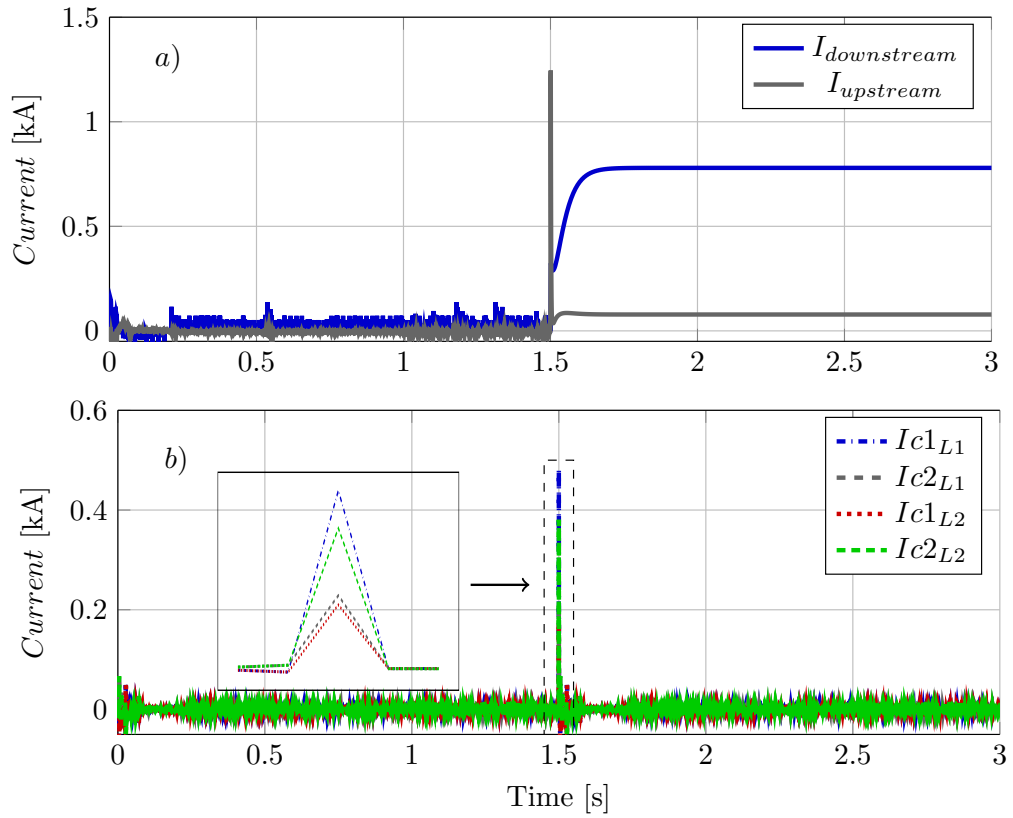 1.5
a)
I_downstream
I_upstream
1
Current [kA]
0.5
0
0 0.5 1 1.5 2 2.5 3
0.6
b)
Ic1_L1
Ic2_L1
Ic1_L2
Ic2_L2
0.4
Current [kA]
0.2
0
0 0.5 1 1.5 2 2.5 3
Time [s]